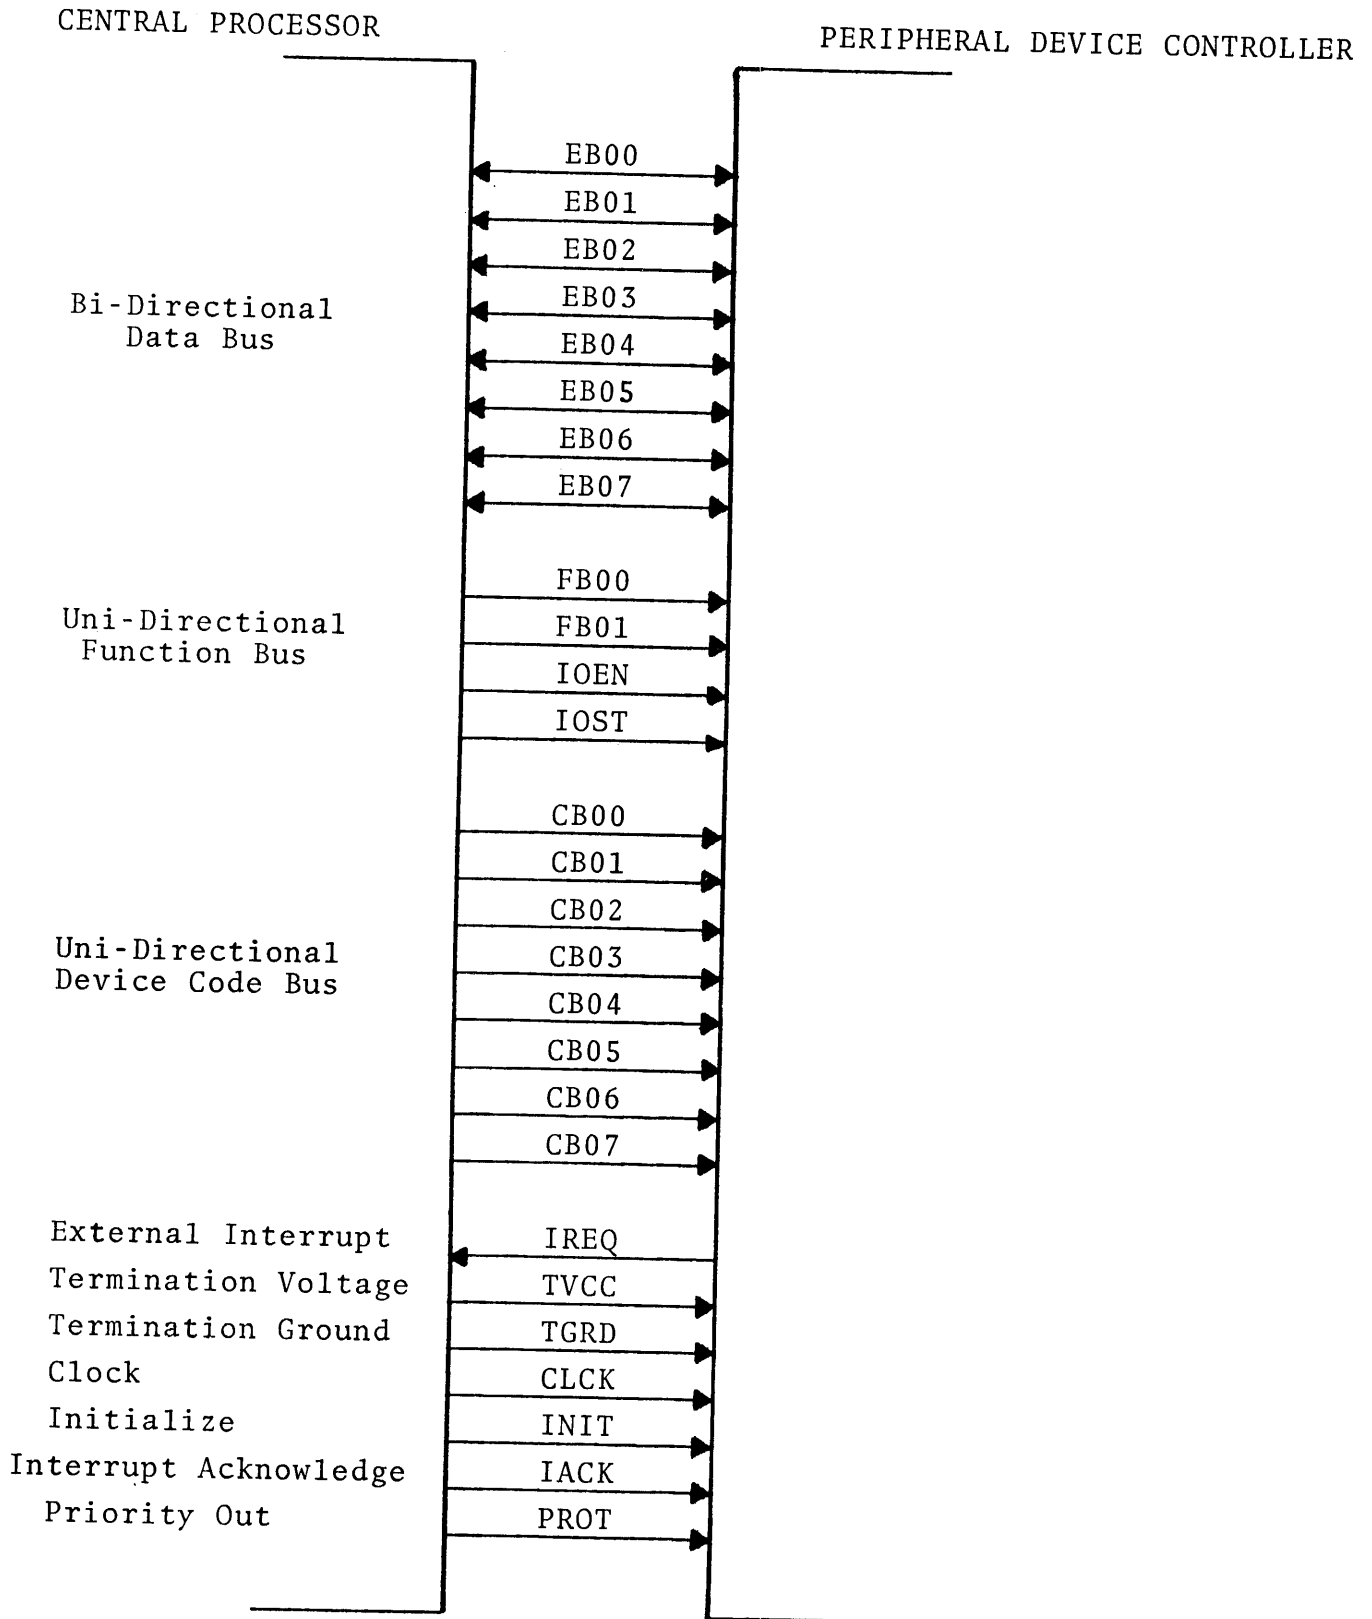 CENTRAL PROCESSOR
PERIPHERAL DEVICE CONTROLLER
EB00
EB01
EB02
Bi-Directional
Data Bus
EB03
EB04
EB05
EB06
EB07
FB00
Uni-Directional
Function Bus
FB01
IOEN
IOST
CB00
CB01
CB02
Uni-Directional
Device Code Bus
CB03
CB04
CB05
CB06
CB07
External Interrupt IREQ
Termination Voltage TVCC
Termination Ground TGRD
Clock CLCK
Initialize INIT
Interrupt Acknowledge IACK
Priority Out PROT